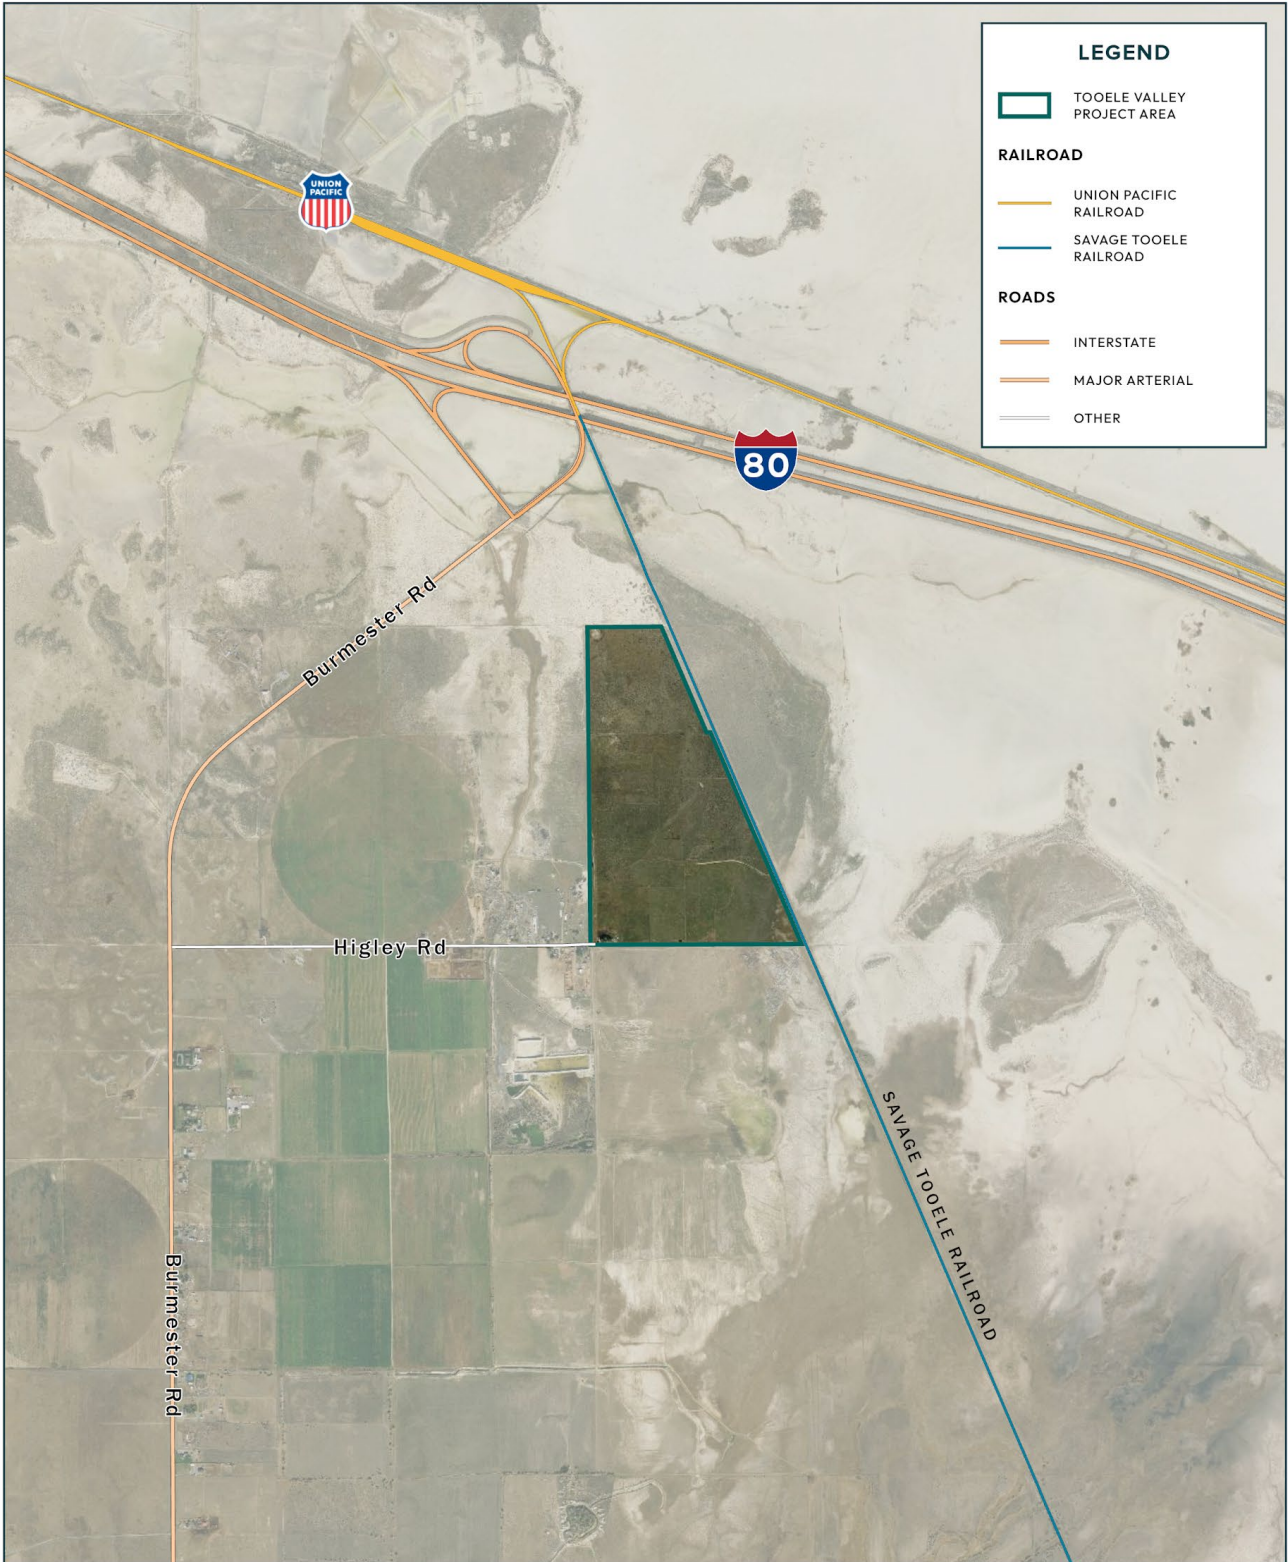 LEGEND
TOOELE VALLEY
PROJECT AREA
RAILROAD
UNION PACIFIC
RAILROAD
SAVAGE TOOELE
RAILROAD
ROADS
INTERSTATE
MAJOR ARTERIAL
OTHER
UNION
PACIFIC
80
Burmester Rd
Higley Rd
SAVAGE TOOELE RAILROAD
Burmester Rd